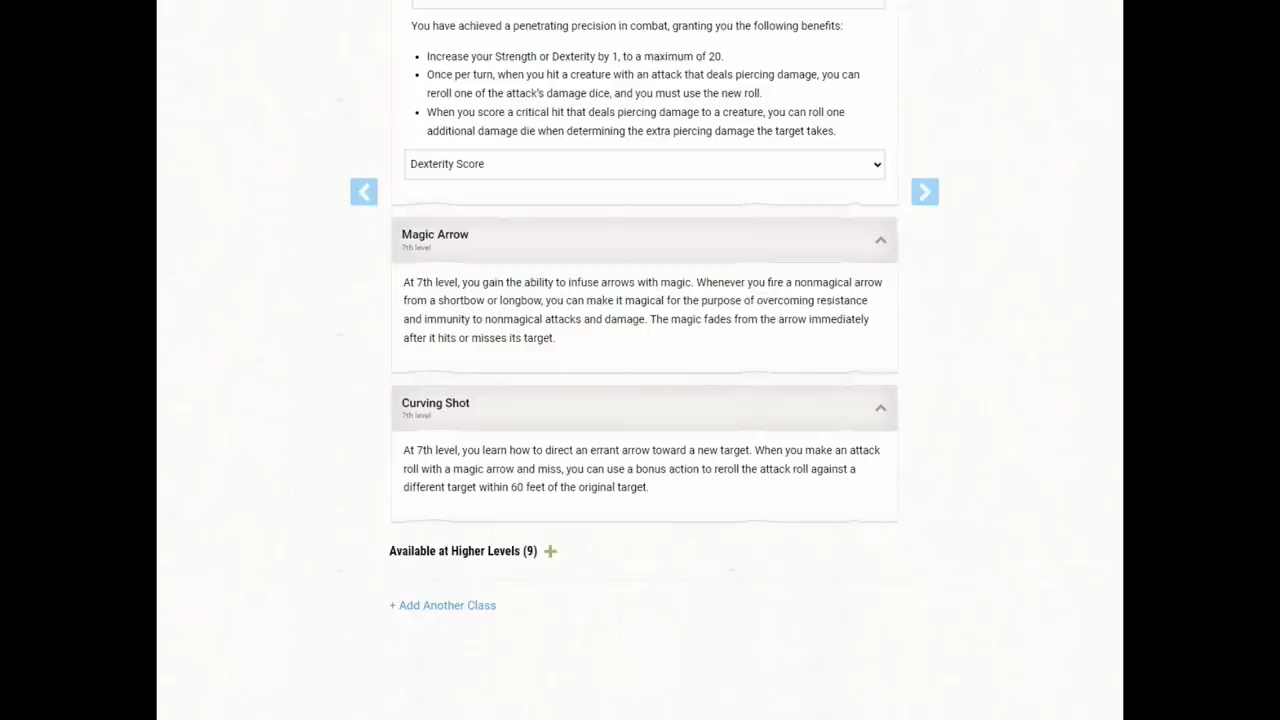 You have achieved a penetrating precision in combat, granting you the following benefits:
Increase your Strength or Dexterity by 1, to a maximum of 20.
Once per turn, when you hit a creature with an attack that deals piercing damage, you can
reroll one of the attack's damage dice, and you must use the new roll.
When you score a critical hit that deals piercing damage to a creature, you can roll one
additional damage die when determining the extra piercing damage the target takes.
Dexterity Score
Magic Arrow
7th level
At 7th level, you gain the ability to infuse arrows with magic. Whenever you fire a nonmagical arrow
from a shortbow or longbow, you can make it magical for the purpose of overcoming resistance
and immunity to nonmagical attacks and damage. The magic fades from the arrow immediately
after it hits or misses its target.
Curving Shot
7th level
At 7th level, you learn how to direct an errant arrow toward a new target. When you make an attack
roll with a magic arrow and miss, you can use a bonus action to reroll the attack roll against a
different target within 60 feet of the original target.
Available at Higher Levels (9)
+ Add Another Class